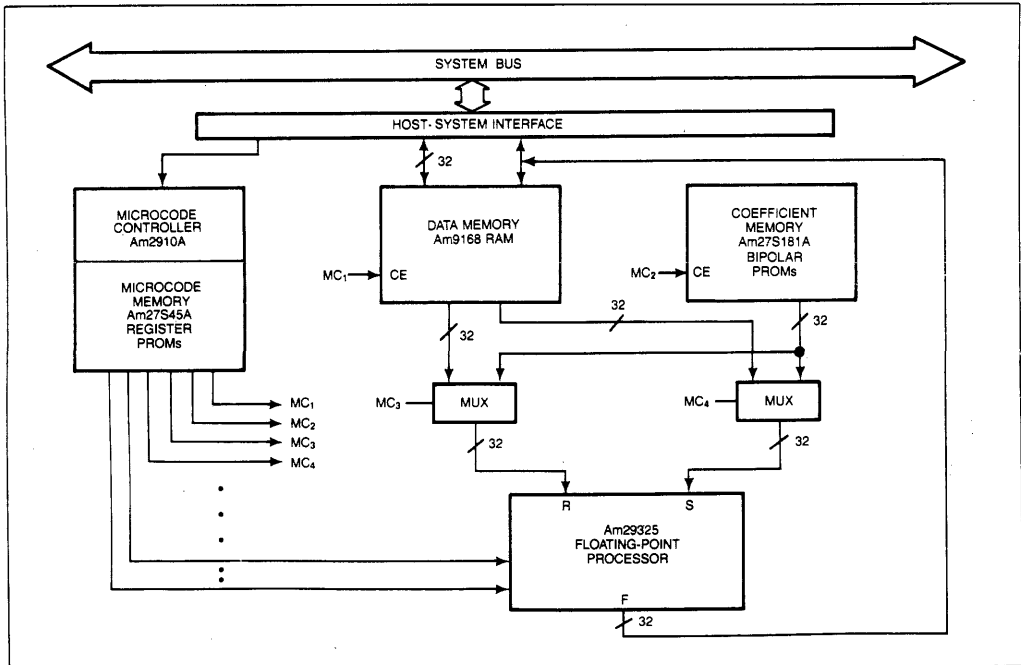 SYSTEM BUS
HOST-SYSTEM INTERFACE
32
MICROCODE
CONTROLLER
Am2910A
MICROCODE
MEMORY
Am27S45A
REGISTER
PROMs
DATA MEMORY
Am9168 RAM
MC₁
CE
COEFFICIENT
MEMORY
Am27S181A
BIPOLAR
PROMs
MC₂
CE
32
32
32
MC₃
MUX
MC₄
MUX
MC₁
MC₂
MC₃
MC₄
32
32
R
S
Am29325
FLOATING-POINT
PROCESSOR
F
32